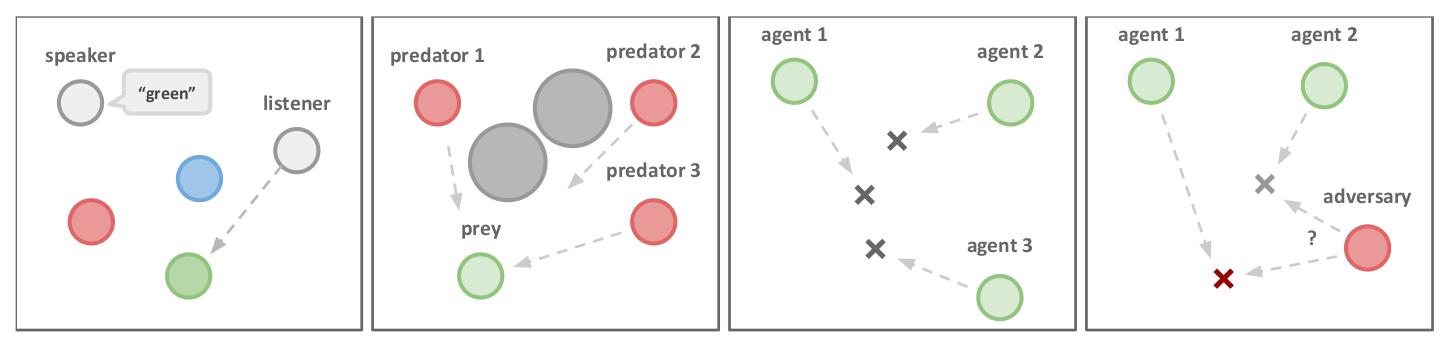 speaker
“green”
listener
predator 1
predator 2
predator 3
prey
agent 1
agent 2
agent 3
agent 1
agent 2
adversary
?